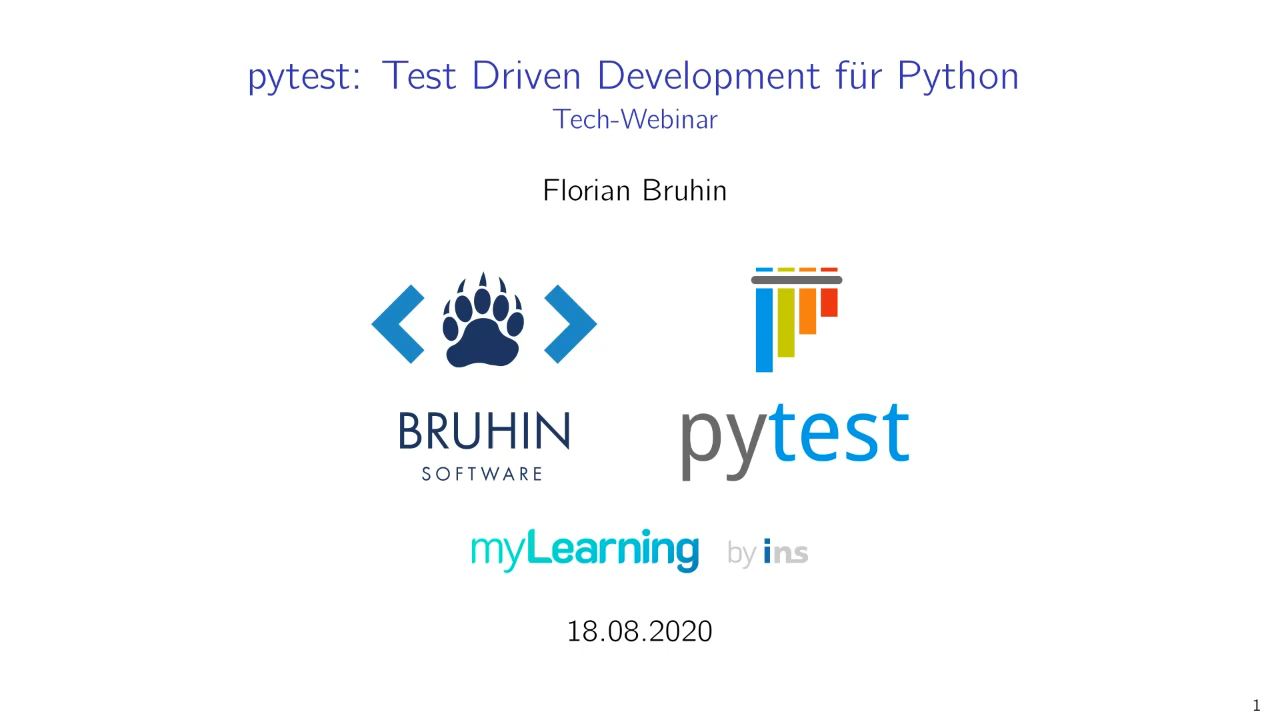 pytest: Test Driven Development für Python
Tech-Webinar
Florian Bruhin
BRUHIN
SOFTWARE
pytest
myLearning by ins
18.08.2020
1